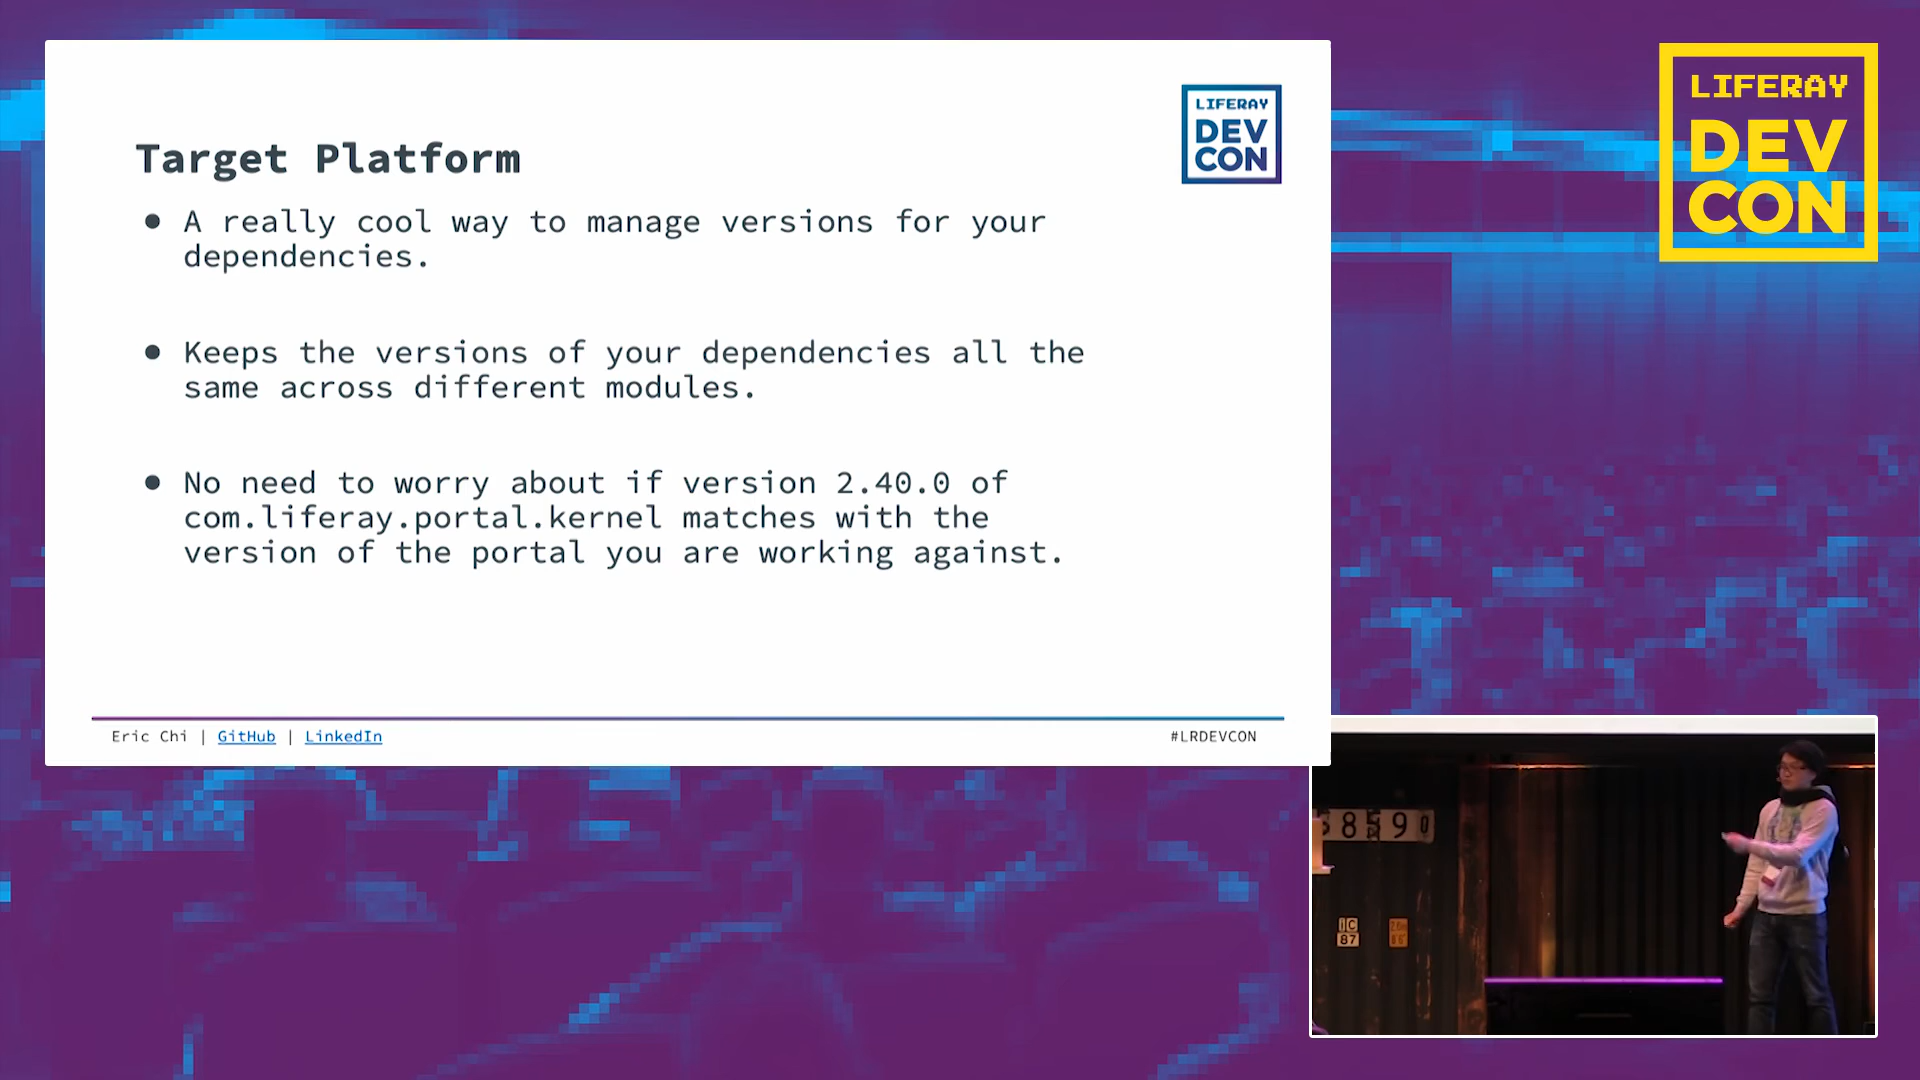 LIFERAY
DEV
CON
Target Platform
● A really cool way to manage versions for your
dependencies.
● Keeps the versions of your dependencies all the
same across different modules.
● No need to worry about if version 2.40.0 of
com.liferay.portal.kernel matches with the
version of the portal you are working against.
Eric Chi | GitHub | LinkedIn
#LRDEVCON
LIFERAY
DEV
CON
iC
87